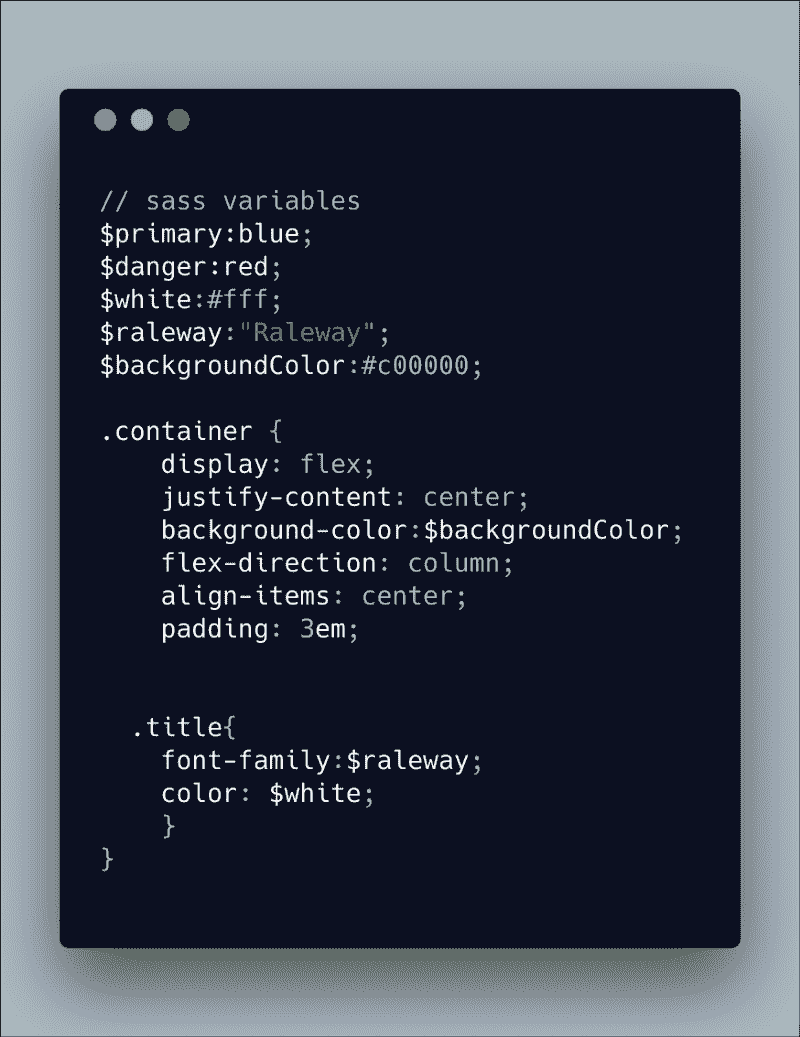 // sass variables
$primary:blue;
$danger:red;
$white:#fff;
$raleway:"Raleway";
$backgroundColor:#c00000;

.container {
    display: flex;
    justify-content: center;
    background-color:$backgroundColor;
    flex-direction: column;
    align-items: center;
    padding: 3em;


  .title{
    font-family:$raleway;
    color: $white;
    }
}